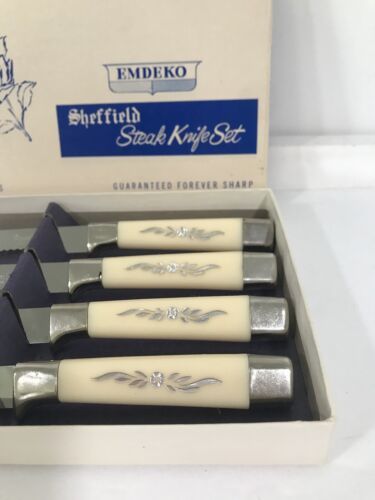 EMDEKO
Sheffield
Steak Knife Set
GUARANTEED FOREVER SHARP